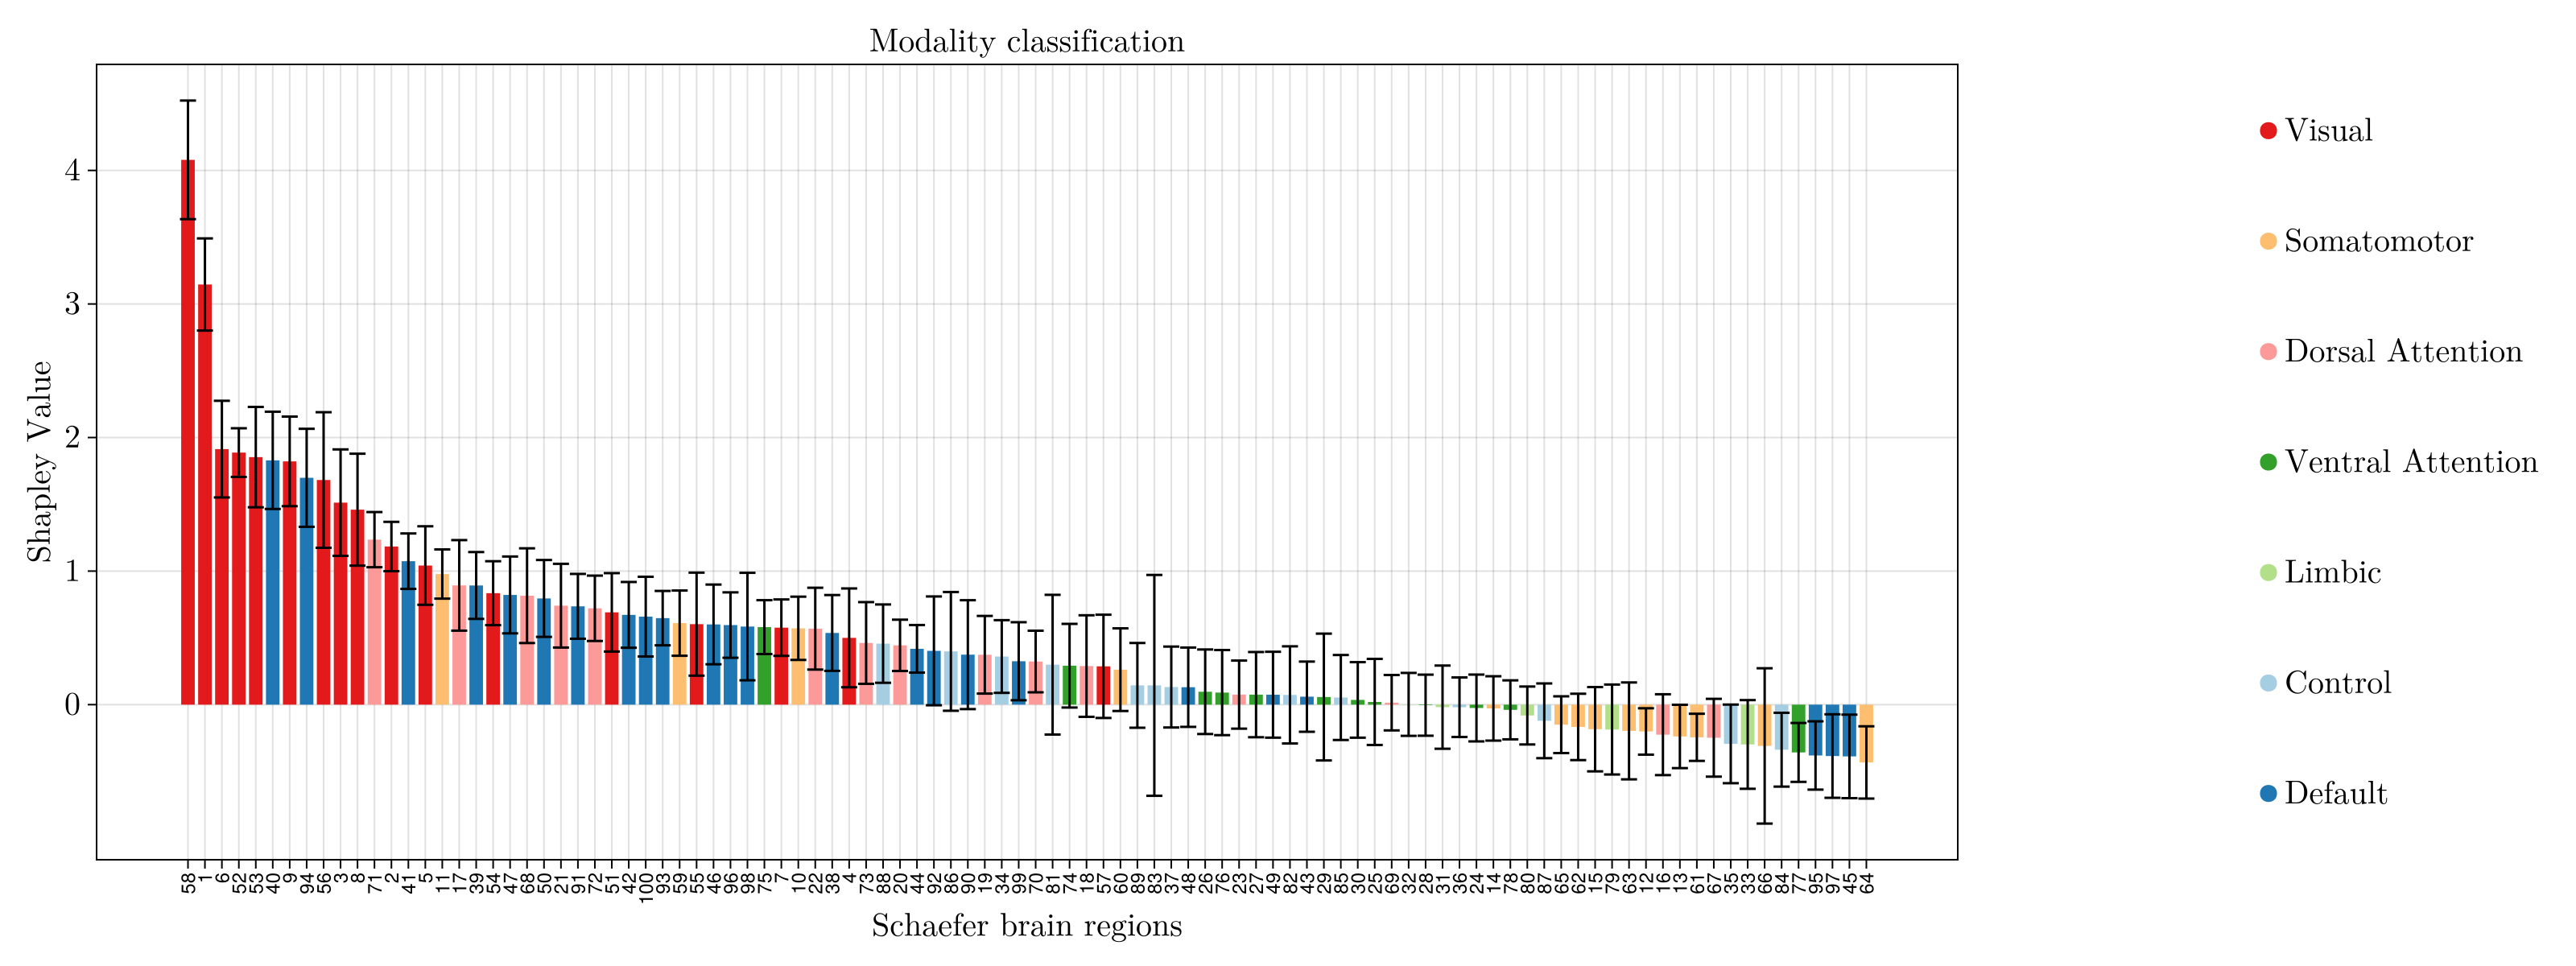 Modality classification
Shapley Value
4
3
2
1
0
58 1 6 52 53 40 9 94 56 3 8 71 2 41 5 11 17 39 54 47 68 50 21 91 72 51 42 100 93 59 55 46 96 98 75 7 10 22 38 4 73 88 20 44 92 86 90 19 34 99 70 81 74 18 57 60 89 83 37 48 26 76 23 27 49 82 43 29 85 30 25 69 32 28 31 36 24 14 78 80 87 65 62 15 79 63 12 16 13 61 67 35 33 66 84 77 95 97 45 64
Schaefer brain regions
Visual
Somatomotor
Dorsal Attention
Ventral Attention
Limbic
Control
Default